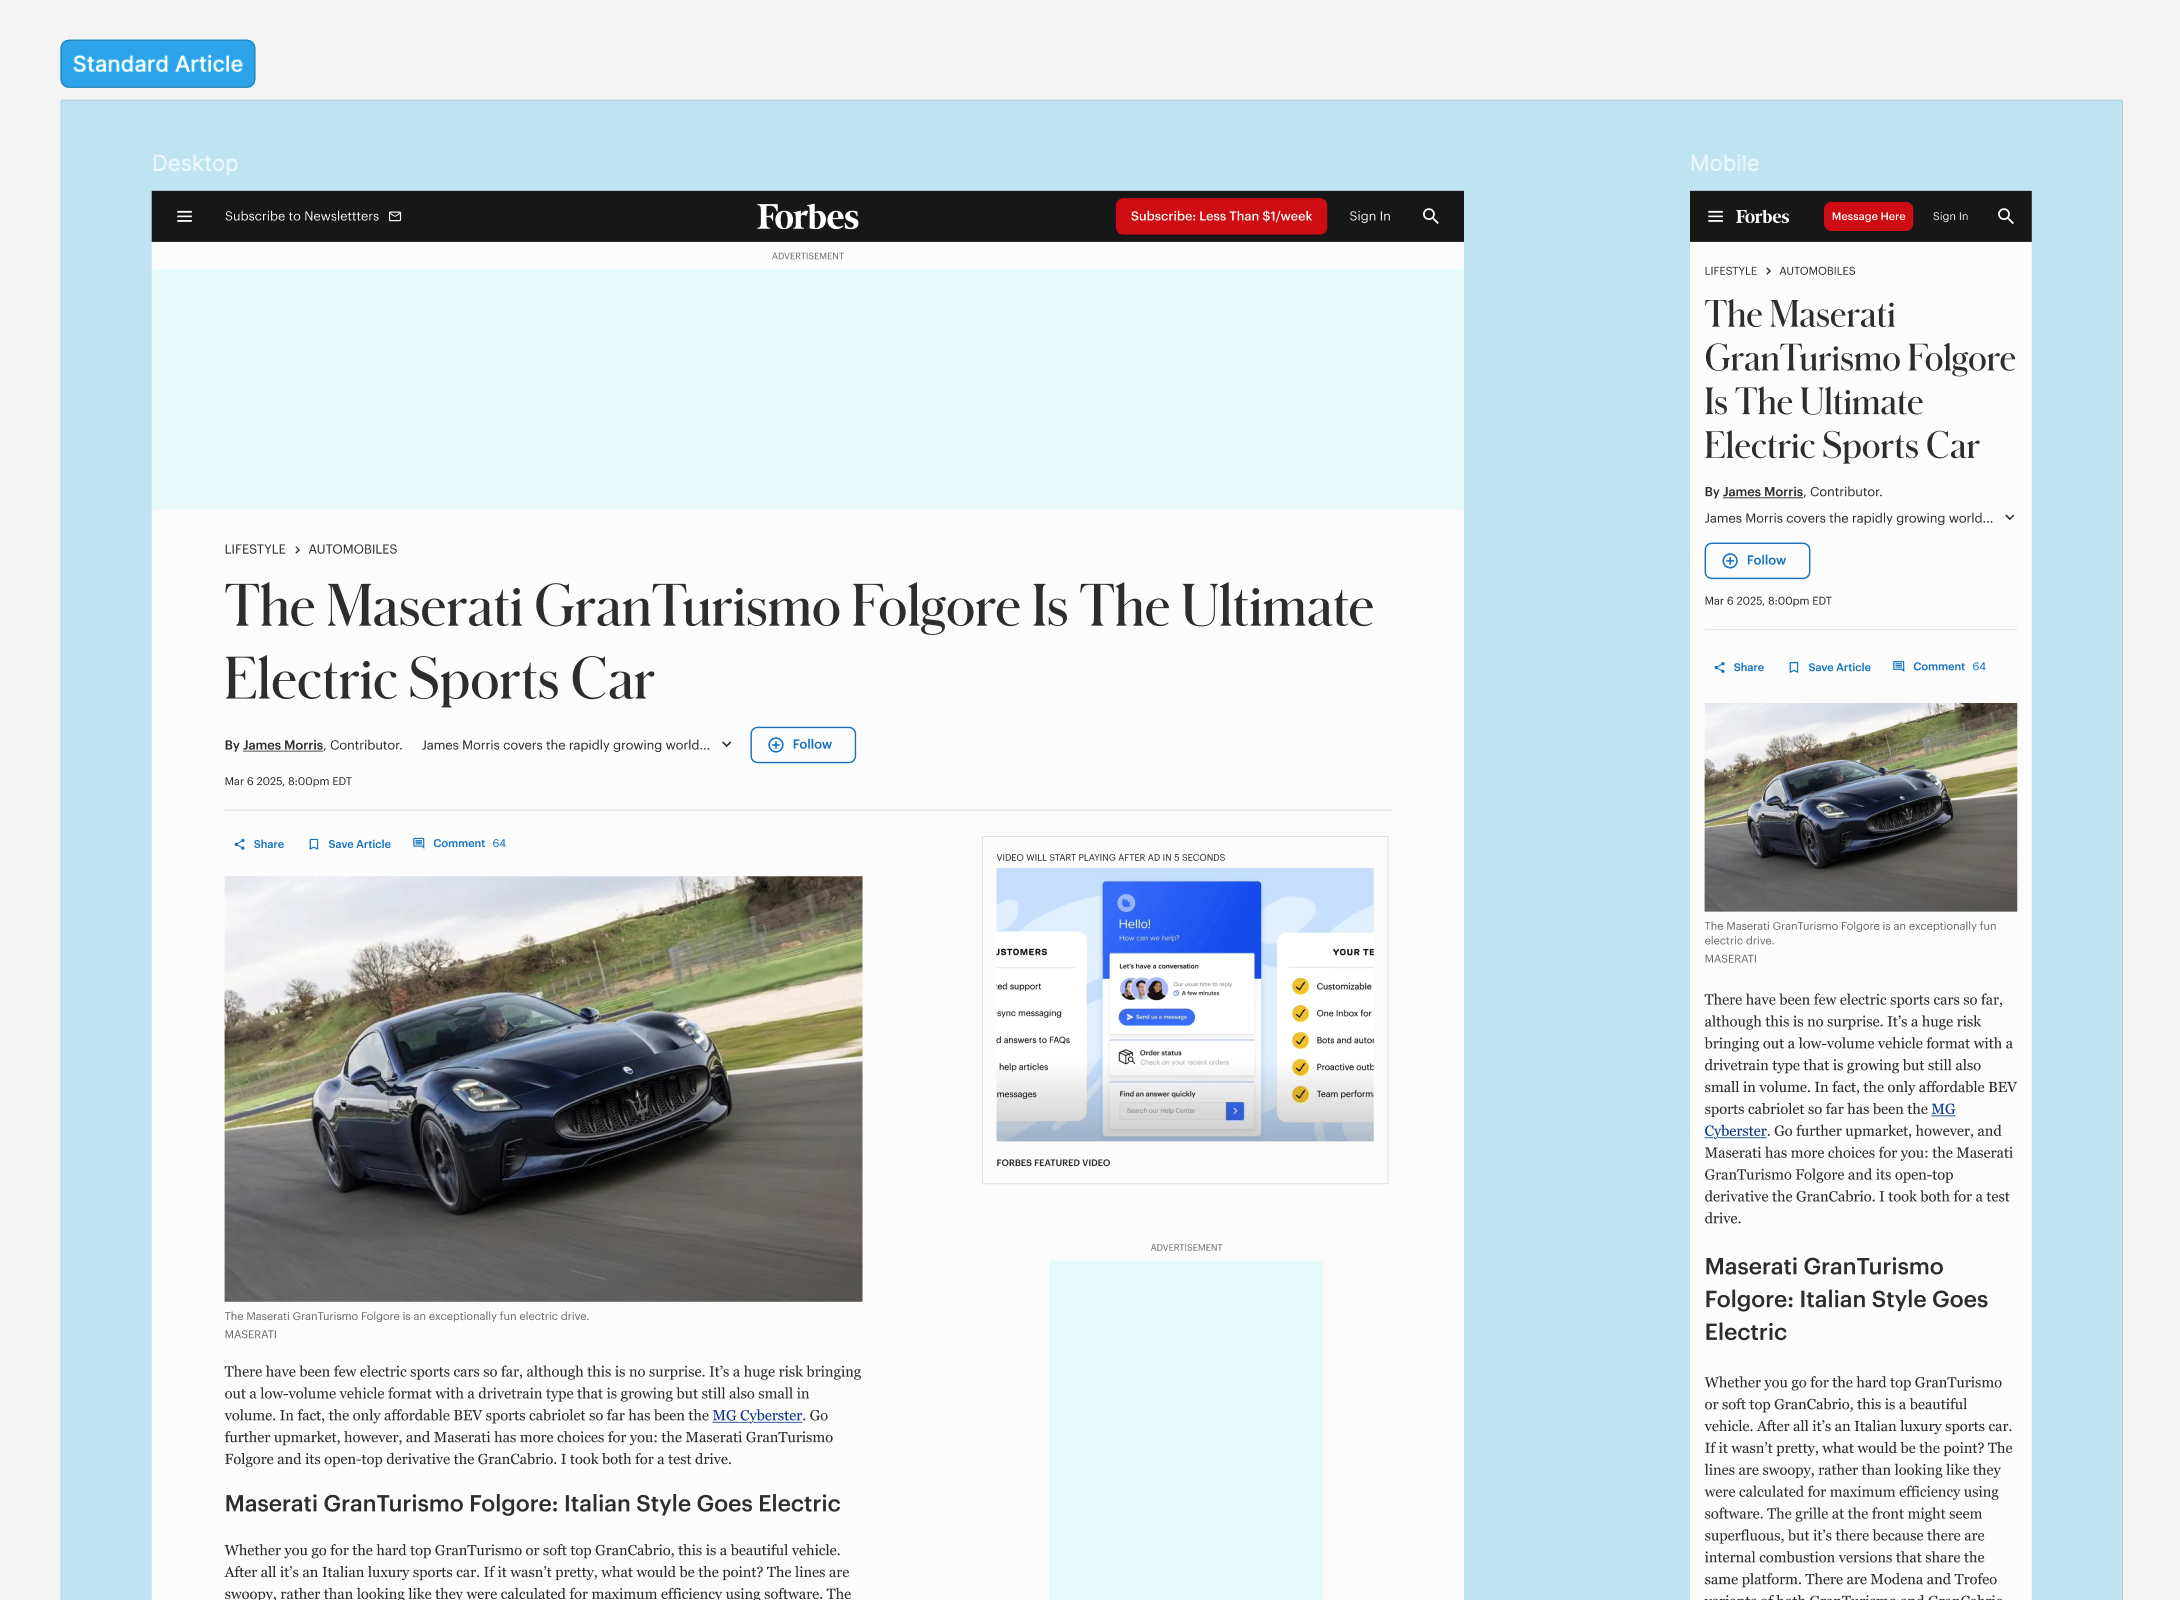 Standard Article
Desktop
Subscribe to Newslettters
Forbes
Subscribe: Less Than $1/week
Sign In
ADVERTISEMENT
LIFESTYLE > AUTOMOBILES
The Maserati GranTurismo Folgore Is The Ultimate
Electric Sports Car
By James Morris, Contributor.
James Morris covers the rapidly growing world...
Follow
Mar 6 2025, 8:00pm EDT
Share
Save Article
Comment 64
The Maserati GranTurismo Folgore is an exceptionally fun electric drive.
MASERATI
There have been few electric sports cars so far, although this is no surprise. It’s a huge risk bringing
out a low-volume vehicle format with a drivetrain type that is growing but still also small in
volume. In fact, the only affordable BEV sports cabriolet so far has been the MG Cyberster. Go
further upmarket, however, and Maserati has more choices for you: the Maserati GranTurismo
Folgore and its open-top derivative the GranCabrio. I took both for a test drive.
Maserati GranTurismo Folgore: Italian Style Goes Electric
Whether you go for the hard top GranTurismo or soft top GranCabrio, this is a beautiful vehicle.
After all it’s an Italian luxury sports car. If it wasn’t pretty, what would be the point? The lines are
swoopy, rather than looking like they were calculated for maximum efficiency using software. The
VIDEO WILL START PLAYING AFTER AD IN 5 SECONDS
USTOMERS
ed support
sync messaging
d answers to FAQs
help articles
messages
Hello!
How can we help?
Let's have a conversation
Our usual time to reply
A few minutes
Send us a message
Order status
Check on your recent orders
Find an answer quickly
Search our Help Center
YOUR TE
Customizable
One Inbox for
Bots and autor
Proactive outb
Team perform
FORBES FEATURED VIDEO
ADVERTISEMENT
Mobile
Forbes
Message Here
Sign In
LIFESTYLE > AUTOMOBILES
The Maserati
GranTurismo Folgore
Is The Ultimate
Electric Sports Car
By James Morris, Contributor.
James Morris covers the rapidly growing world...
Follow
Mar 6 2025, 8:00pm EDT
Share
Save Article
Comment 64
The Maserati GranTurismo Folgore is an exceptionally fun
electric drive.
MASERATI
There have been few electric sports cars so far,
although this is no surprise. It’s a huge risk
bringing out a low-volume vehicle format with a
drivetrain type that is growing but still also
small in volume. In fact, the only affordable BEV
sports cabriolet so far has been the MG
Cyberster. Go further upmarket, however, and
Maserati has more choices for you: the Maserati
GranTurismo Folgore and its open-top
derivative the GranCabrio. I took both for a test
drive.
Maserati GranTurismo
Folgore: Italian Style Goes
Electric
Whether you go for the hard top GranTurismo
or soft top GranCabrio, this is a beautiful
vehicle. After all it’s an Italian luxury sports car.
If it wasn’t pretty, what would be the point? The
lines are swoopy, rather than looking like they
were calculated for maximum efficiency using
software. The grille at the front might seem
superfluous, but it’s there because there are
internal combustion versions that share the
same platform. There are Modena and Trofeo
variants of both GranTurismo and GranCabrio